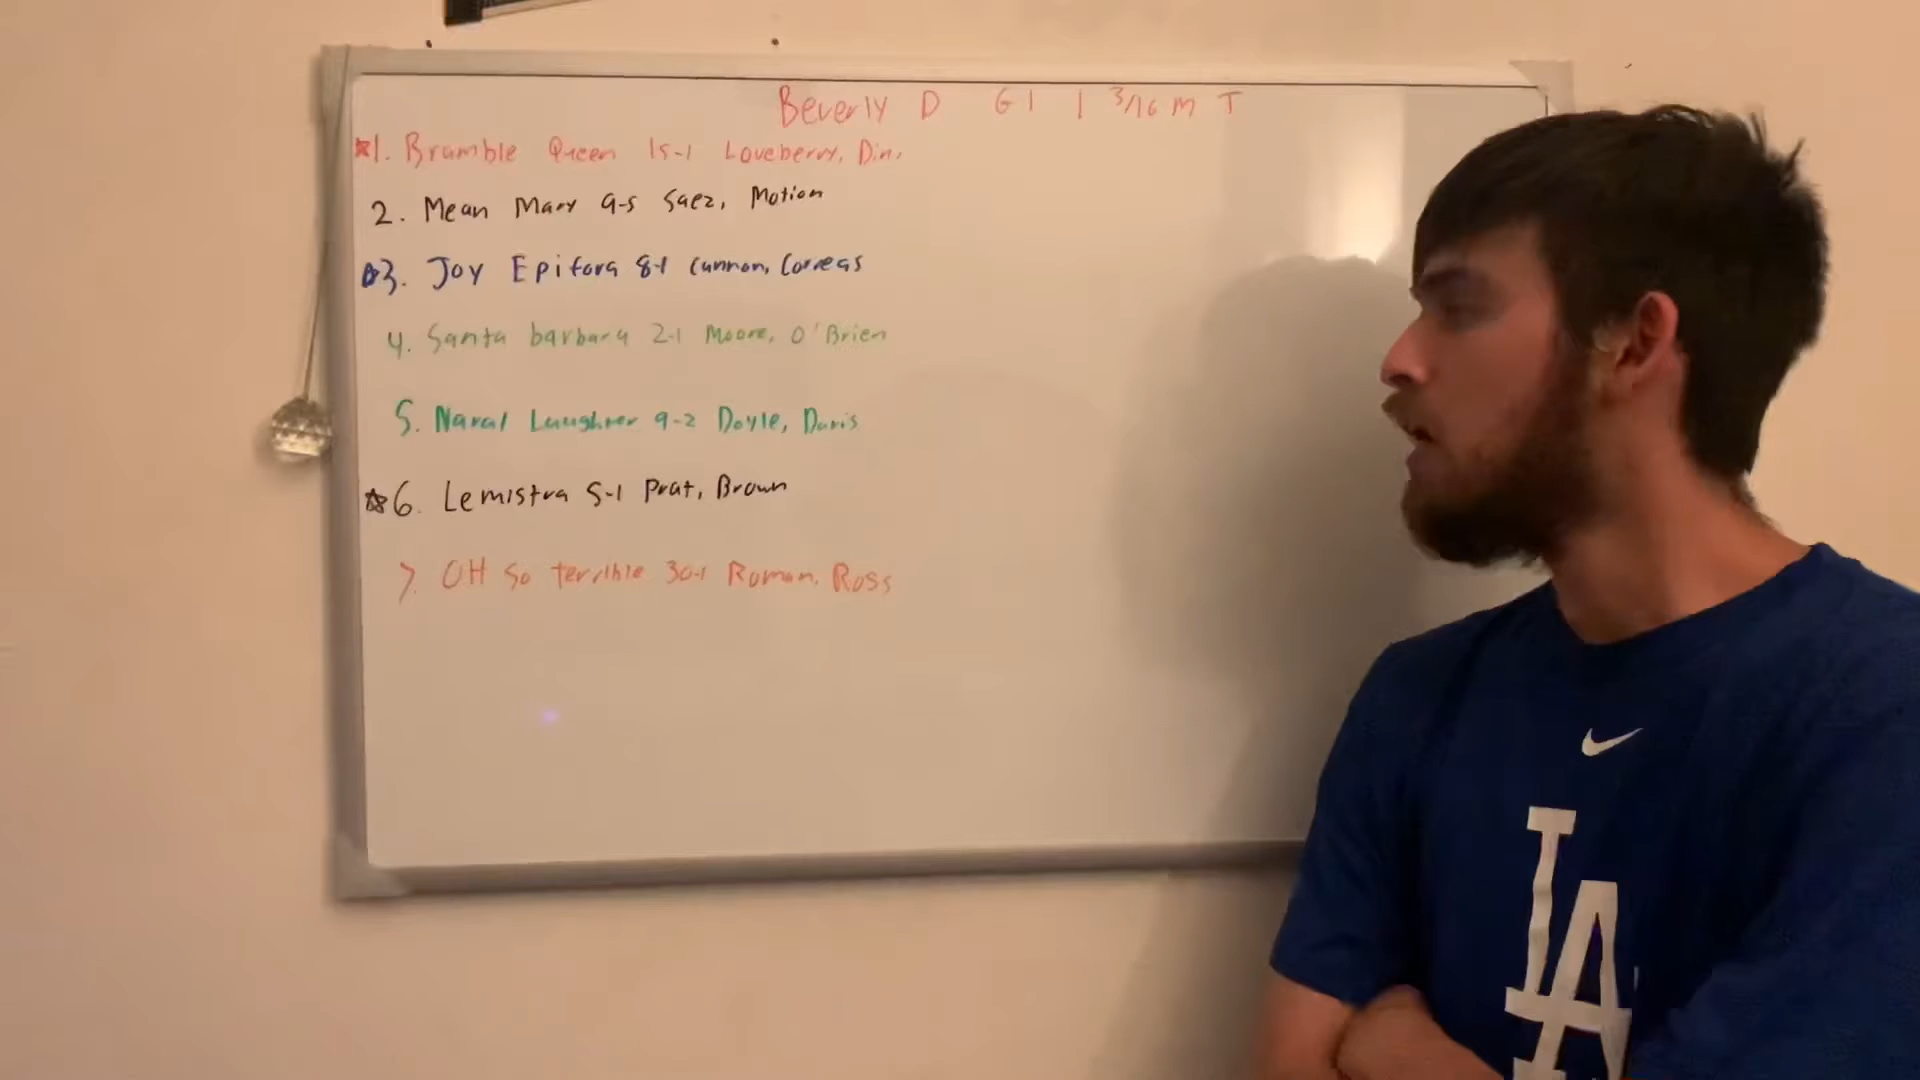 Beverly D G1 1 3/16 M T
1. Bramble Queen 15-1 Loveberry, Din.
2. Mean Mary 9-5 Saez, Motion
3. Joy Epifora 8-1 Cannon, Correas
4. Santa barbara 2-1 Moore, O'Brien
5. Naval Laughter 9-2 Doyle, Davis
6. Lemistra 5-1 Prat, Brown
7. OH So terrible 30-1 Roman, Ross
LA